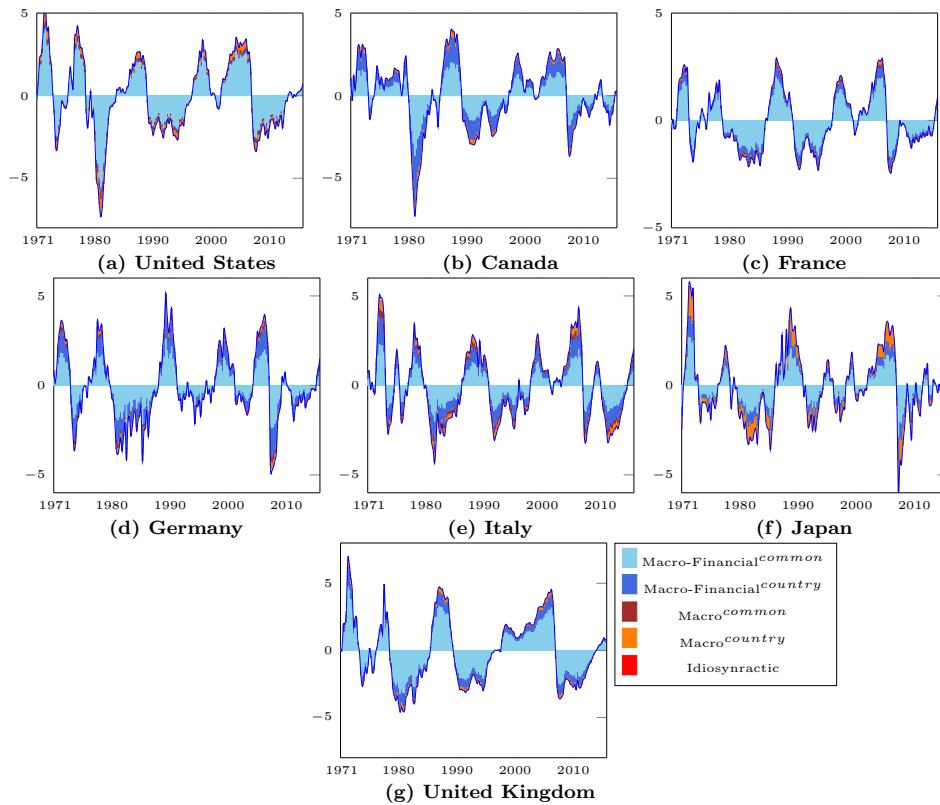 5
0
−5
1971 1980 1990 2000 2010
(a) United States
5
0
−5
1971 1980 1990 2000 2010
(b) Canada
5
0
−5
1971 1980 1990 2000 2010
(c) France
5
0
−5
1971 1980 1990 2000 2010
(d) Germany
5
0
−5
1971 1980 1990 2000 2010
(e) Italy
5
0
−5
1971 1980 1990 2000 2010
(f) Japan
5
0
−5
1971 1980 1990 2000 2010
(g) United Kingdom
Macro-Financial^common
Macro-Financial^country
Macro^common
Macro^country
Idiosynractic